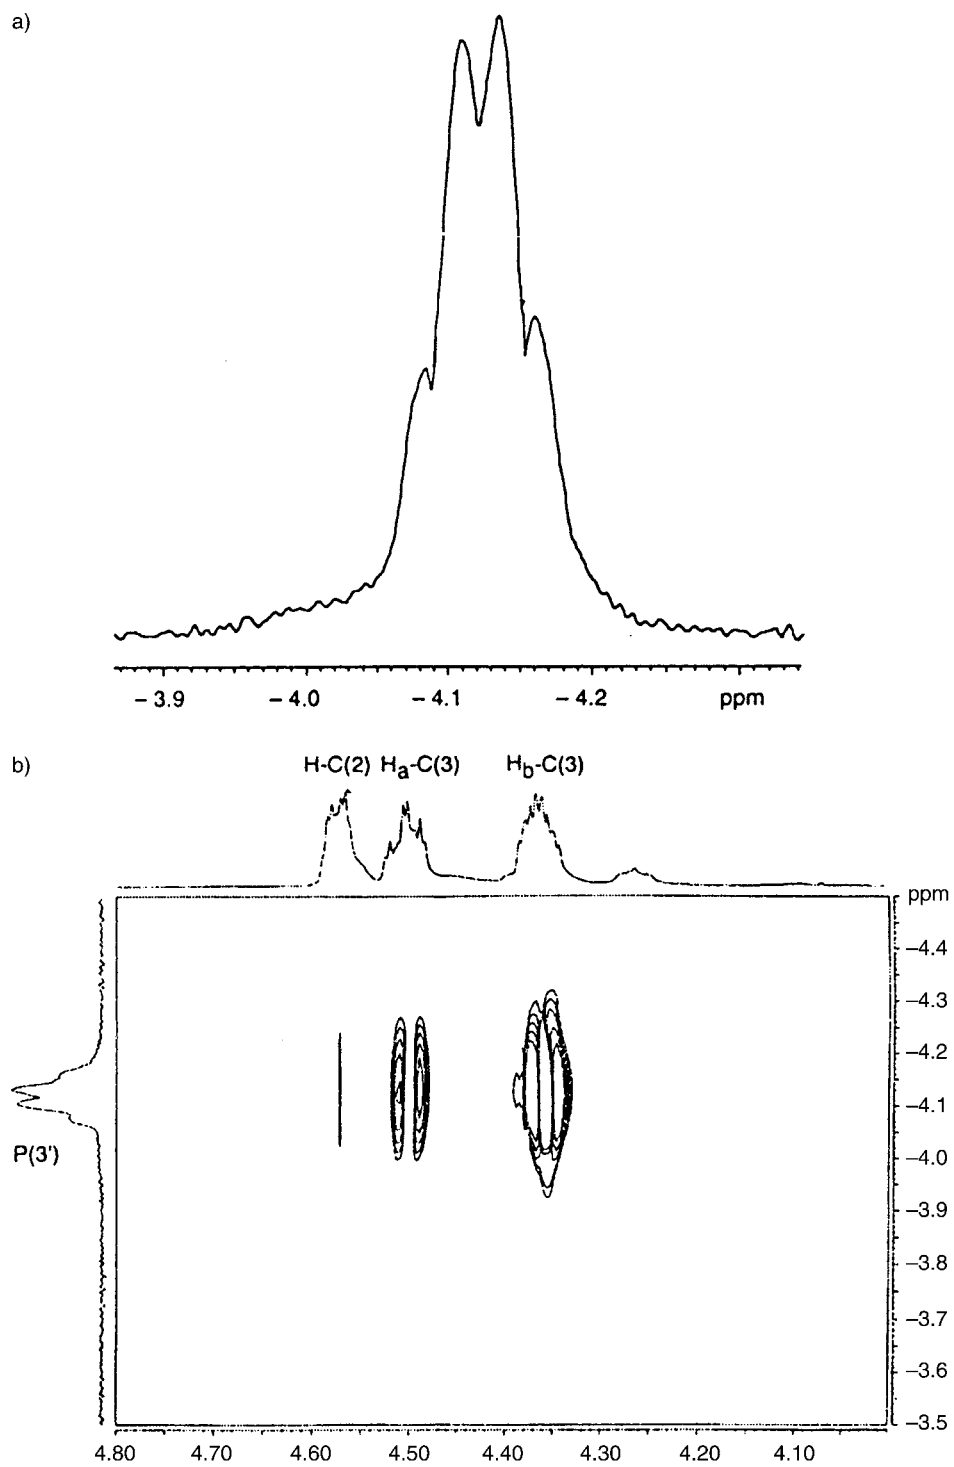 a)
– 3.9 – 4.0 – 4.1 – 4.2 ppm
b)
H-C(2) Ha-C(3) Hb-C(3)
ppm
–4.4
–4.3
–4.2
–4.1
P(3')
–4.0
–3.9
–3.8
–3.7
–3.6
–3.5
4.80 4.70 4.60 4.50 4.40 4.30 4.20 4.10